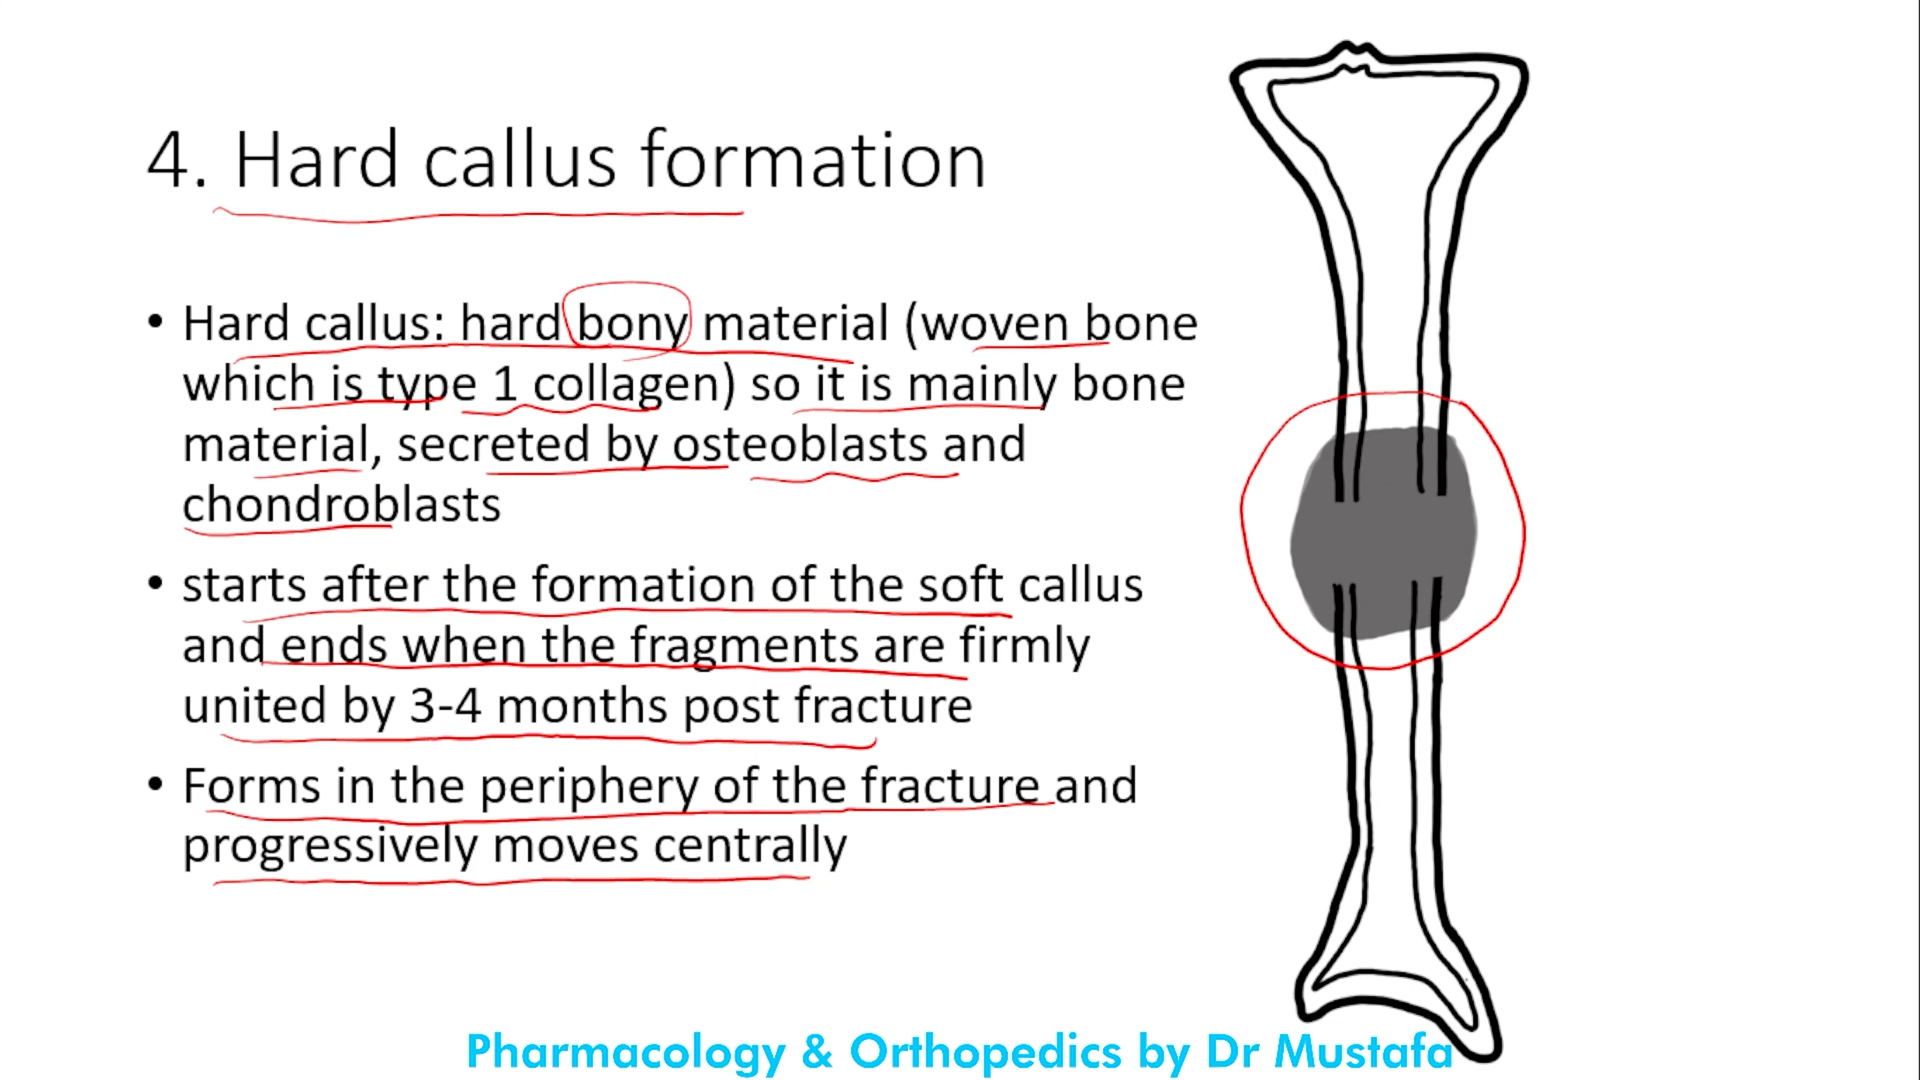 4. Hard callus formation
• Hard callus: hard bony material (woven bone
which is type 1 collagen) so it is mainly bone
material, secreted by osteoblasts and
chondroblasts
• starts after the formation of the soft callus
and ends when the fragments are firmly
united by 3-4 months post fracture
• Forms in the periphery of the fracture and
progressively moves centrally
Pharmacology & Orthopedics by Dr Mustafa